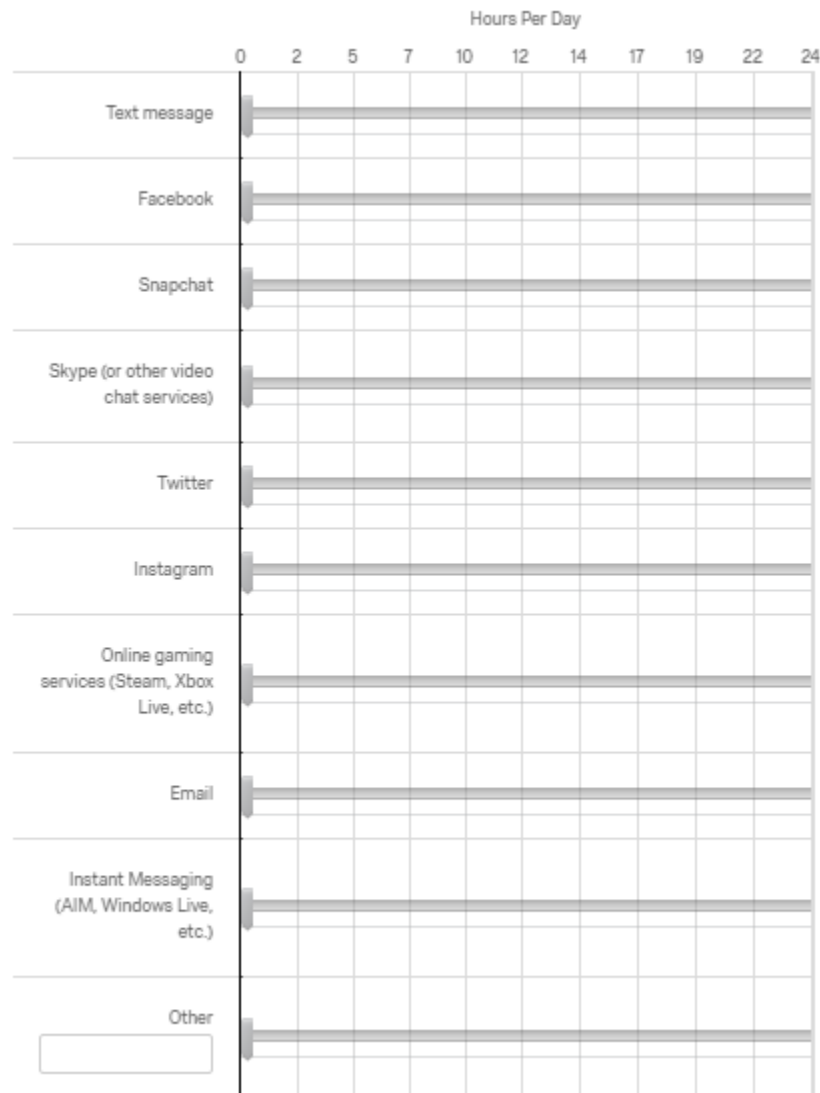 Hours Per Day
0 2 5 7 10 12 14 17 19 22 24
Text message
Facebook
Snapchat
Skype (or other video
chat services)
Twitter
Instagram
Online gaming
services (Steam, Xbox
Live, etc.)
Email
Instant Messaging
(AIM, Windows Live,
etc.)
Other